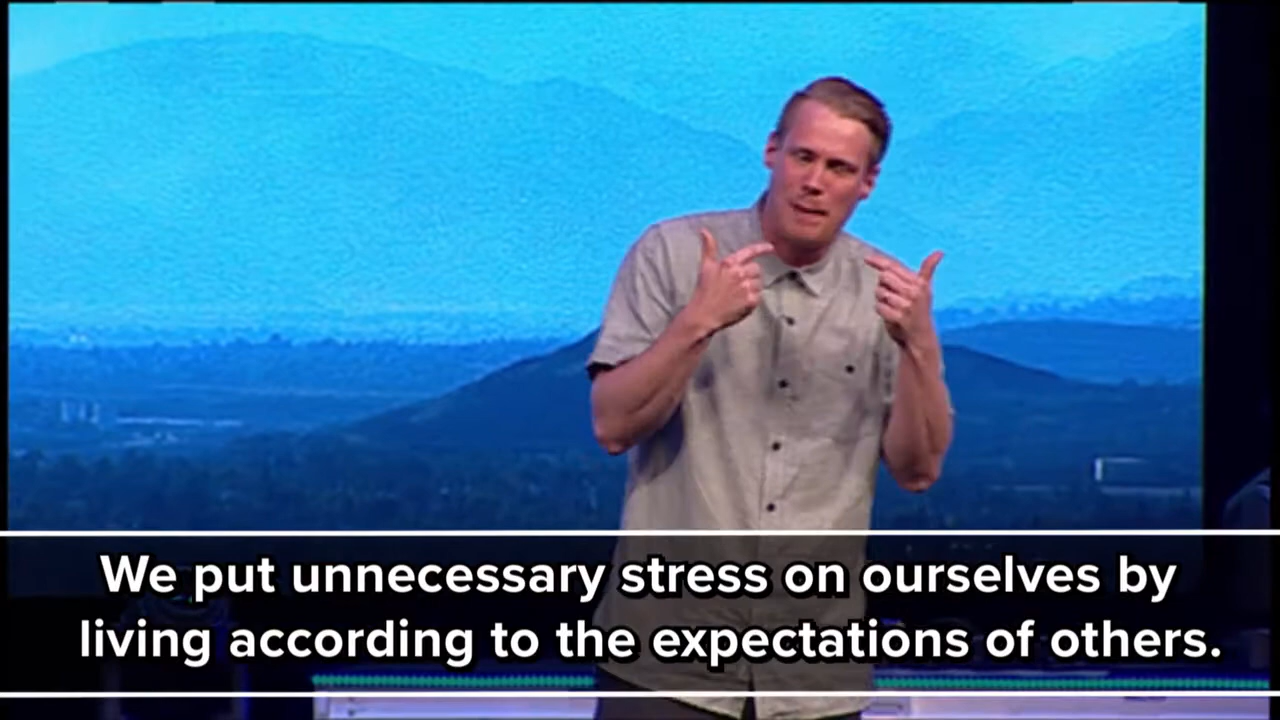 We put unnecessary stress on ourselves by
living according to the expectations of others.